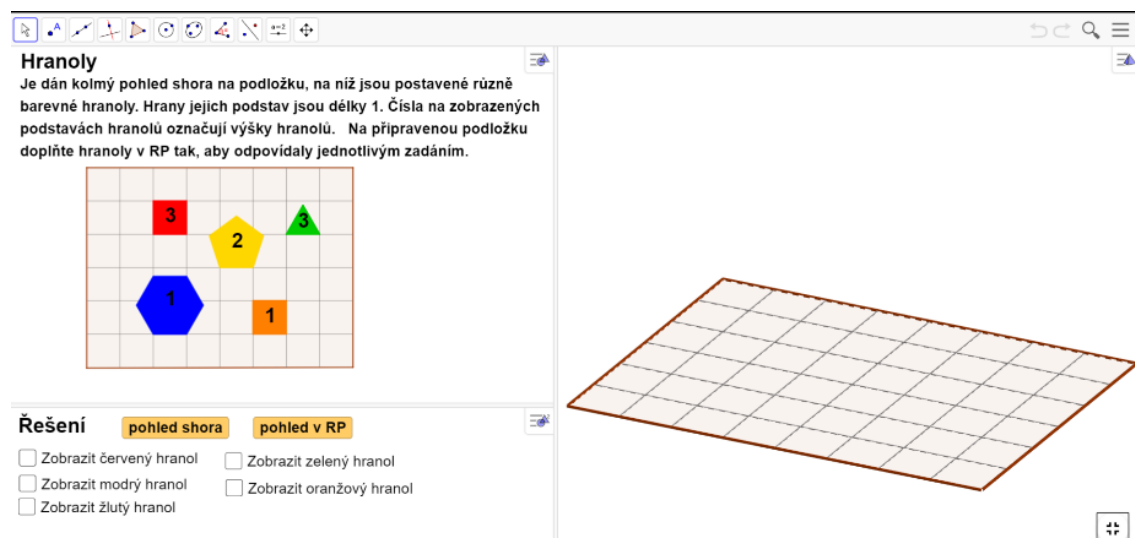 A
a=2
Hranoly
Je dán kolmý pohled shora na podložku, na níž jsou postavené různě
barevné hranoly. Hrany jejich podstav jsou délky 1. Čísla na zobrazených
podstavách hranolů označují výšky hranolů. Na připravenou podložku
doplňte hranoly v RP tak, aby odpovídaly jednotlivým zadáním.
3
3
2
1
1
Řešení
pohled shora
pohled v RP
Zobrazit červený hranol
Zobrazit zelený hranol
Zobrazit modrý hranol
Zobrazit oranžový hranol
Zobrazit žlutý hranol